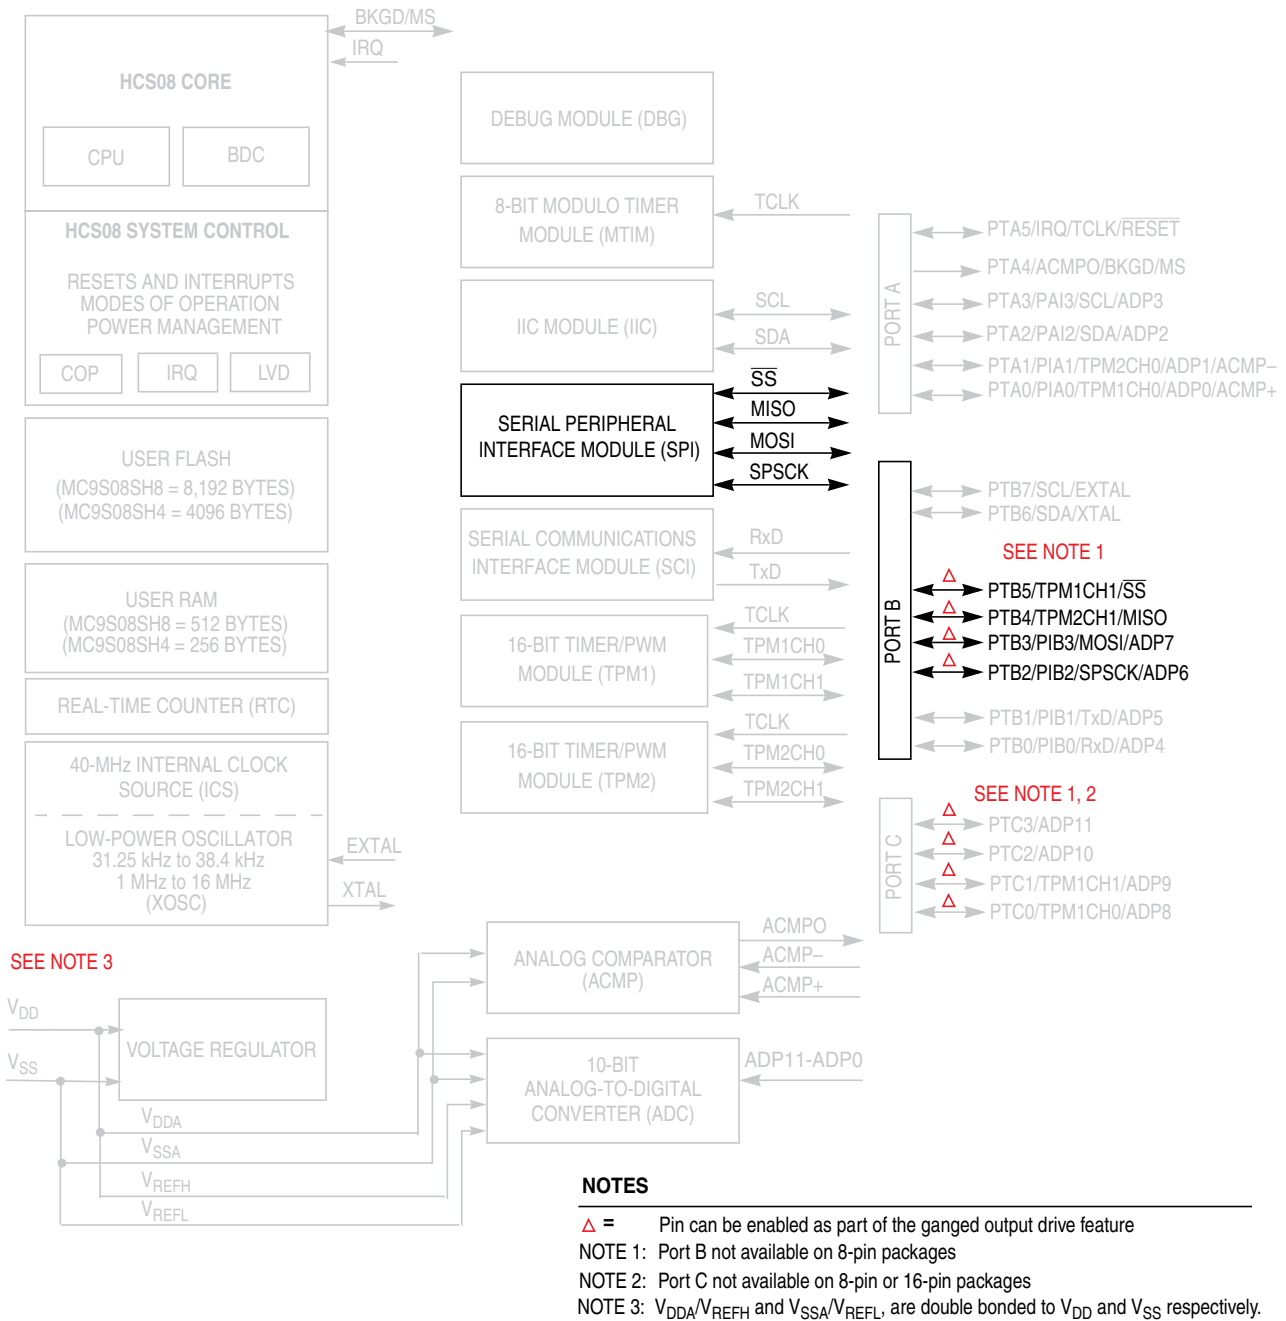 BKGD/MS
IRQ
HCS08 CORE
CPU
BDC
HCS08 SYSTEM CONTROL
RESETS AND INTERRUPTS
MODES OF OPERATION
POWER MANAGEMENT
COP
IRQ
LVD
USER FLASH
(MC9S08SH8 = 8,192 BYTES)
(MC9S08SH4 = 4096 BYTES)
USER RAM
(MC9S08SH8 = 512 BYTES)
(MC9S08SH4 = 256 BYTES)
REAL-TIME COUNTER (RTC)
40-MHz INTERNAL CLOCK
SOURCE (ICS)
LOW-POWER OSCILLATOR
31.25 kHz to 38.4 kHz
1 MHz to 16 MHz
(XOSC)
EXTAL
XTAL
SEE NOTE 3
VDD
VSS
VOLTAGE REGULATOR
VDDA
VSSA
VREFH
VREFL
DEBUG MODULE (DBG)
8-BIT MODULO TIMER
MODULE (MTIM)
TCLK
IIC MODULE (IIC)
SCL
SDA
SERIAL PERIPHERAL
INTERFACE MODULE (SPI)
SS
MISO
MOSI
SPSCK
SERIAL COMMUNICATIONS
INTERFACE MODULE (SCI)
RxD
TxD
16-BIT TIMER/PWM
MODULE (TPM1)
TCLK
TPM1CH0
TPM1CH1
16-BIT TIMER/PWM
MODULE (TPM2)
TCLK
TPM2CH0
TPM2CH1
ANALOG COMPARATOR
(ACMP)
ACMPO
ACMP–
ACMP+
10-BIT
ANALOG-TO-DIGITAL
CONVERTER (ADC)
ADP11-ADP0
PORT A
PTA5/IRQ/TCLK/RESET
PTA4/ACMPO/BKGD/MS
PTA3/PAI3/SCL/ADP3
PTA2/PAI2/SDA/ADP2
PTA1/PIA1/TPM2CH0/ADP1/ACMP–
PTA0/PIA0/TPM1CH0/ADP0/ACMP+
PORT B
PTB7/SCL/EXTAL
PTB6/SDA/XTAL
SEE NOTE 1
PTB5/TPM1CH1/SS
PTB4/TPM2CH1/MISO
PTB3/PIB3/MOSI/ADP7
PTB2/PIB2/SPSCK/ADP6
PTB1/PIB1/TxD/ADP5
PTB0/PIB0/RxD/ADP4
SEE NOTE 1, 2
PORT C
PTC3/ADP11
PTC2/ADP10
PTC1/TPM1CH1/ADP9
PTC0/TPM1CH0/ADP8
NOTES
Δ = Pin can be enabled as part of the ganged output drive feature
NOTE 1: Port B not available on 8-pin packages
NOTE 2: Port C not available on 8-pin or 16-pin packages
NOTE 3: VDDA/VREFH and VSSA/VREFL, are double bonded to VDD and VSS respectively.